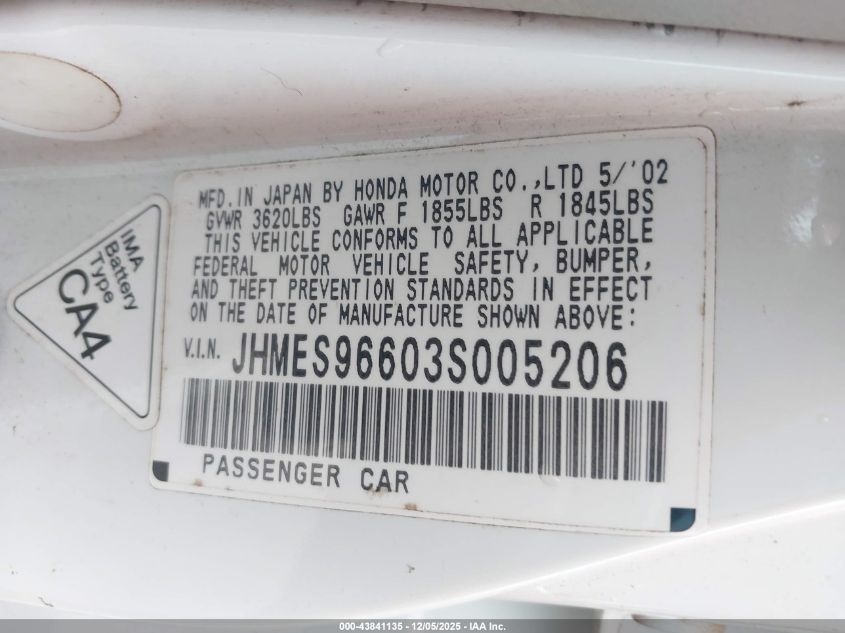 MFD.IN JAPAN BY HONDA MOTOR CO.,LTD 5/'02
GVWR 3620LBS GAWR F 1855LBS R 1845LBS
THIS VEHICLE CONFORMS TO ALL APPLICABLE
FEDERAL MOTOR VEHICLE SAFETY, BUMPER,
AND THEFT PREVENTION STANDARDS IN EFFECT
ON THE DATE OF MANUFACTURE SHOWN ABOVE:
V.I.N. JHMES96603S005206
PASSENGER CAR
IMA
Battery
Type
CA4
000-43841135 - 12/05/2025 - IAA Inc.